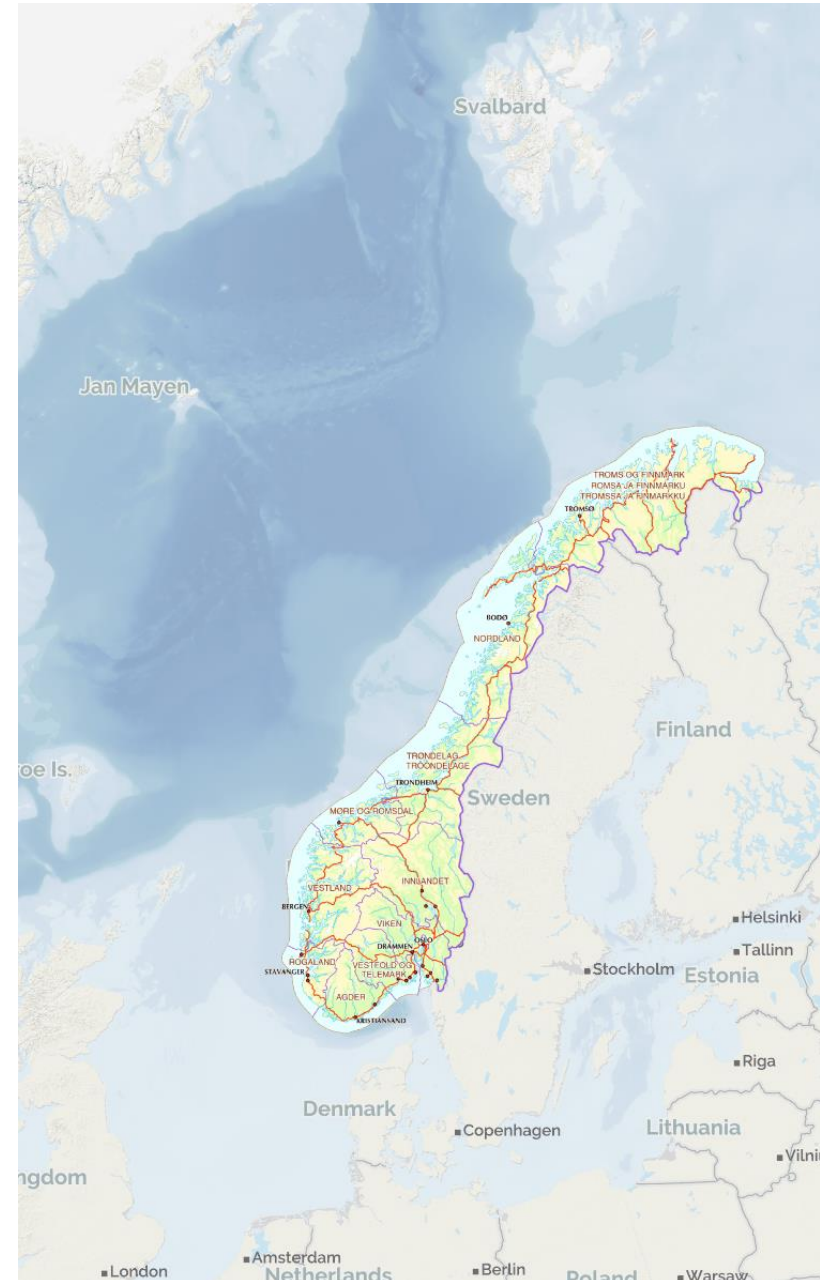 Svalbard
Jan Mayen
TROMS OG FINNMARK
ROMSA JA FINNMÁRKU
TROMSSA JA FINMARKKU
TROMSØ
BODØ
NORDLAND
Finland
oe Is.
TRØNDELAG
TRÖÖNDELAGE
TRONDHEIM
Sweden
MØRE OG ROMSDAL
INNLANDET
VESTLAND
BERGEN
VIKEN
Helsinki
OSLO
DRAMMEN
Tallinn
ROGALAND
VESTFOLD OG
TELEMARK
STAVANGER
Stockholm
Estonia
AGDER
KRISTIANSAND
Riga
Denmark
Copenhagen
Lithuania
Vilni
ngdom
London
Amsterdam
Netherlands
Berlin
Poland
Warsaw